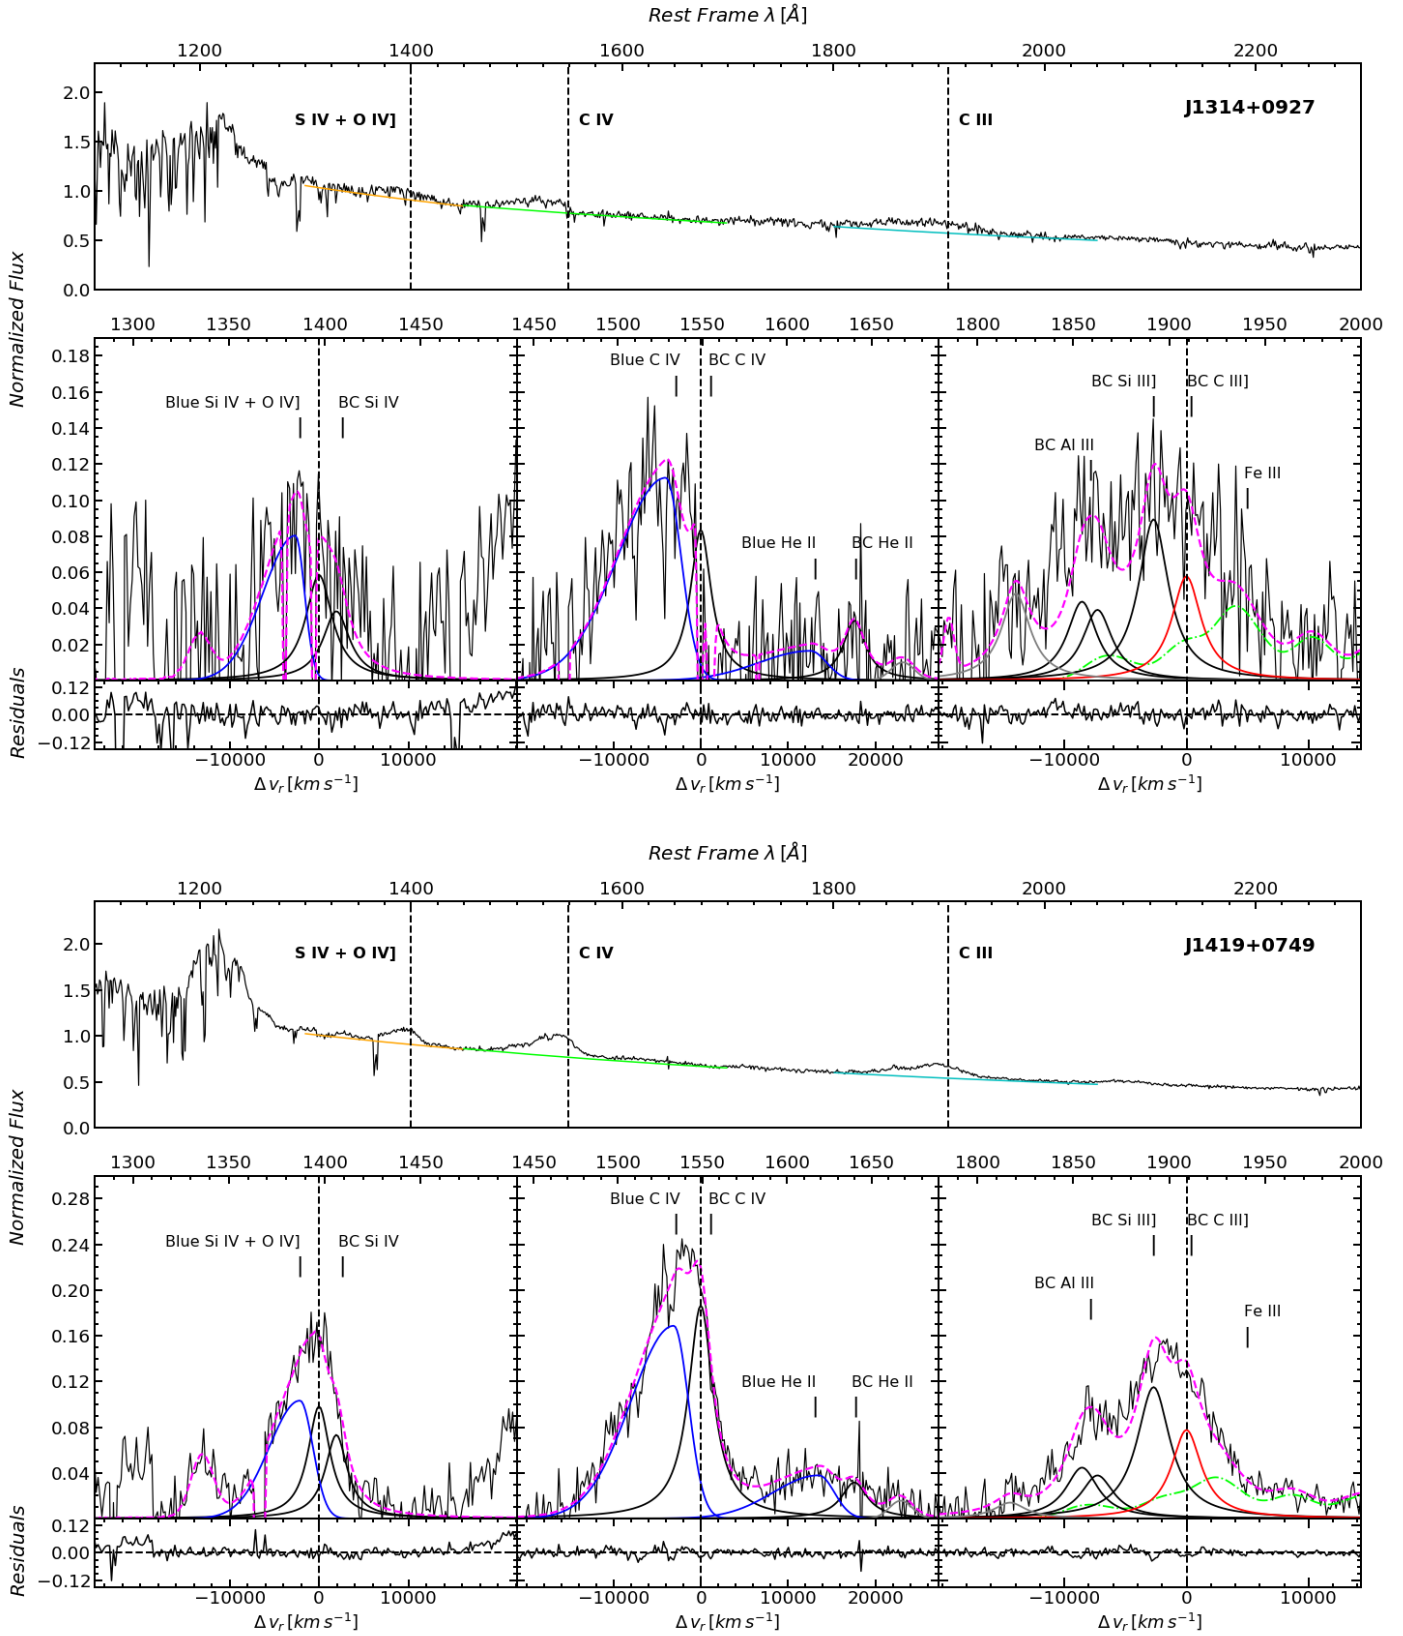 Rest Frame λ [Å]
1200 1400 1600 1800 2000 2200
S IV + O IV] C IV C III J1314+0927
2.0
1.5
1.0
0.5
0.0
Normalized Flux
1300 1350 1400 1450 1450 1500 1550 1600 1650 1800 1850 1900 1950 2000
0.18
0.16
0.14
0.12
0.10
0.08
0.06
0.04
0.02
Blue Si IV + O IV] BC Si IV
Blue C IV BC C IV
Blue He II BC He II
BC Si III] BC C III]
BC Al III
Fe III
Residuals
0.12
0.00
−0.12
−10000 0 10000 −10000 0 10000 20000 −10000 0 10000
Δ vr [km s−1] Δ vr [km s−1] Δ vr [km s−1]
Rest Frame λ [Å]
1200 1400 1600 1800 2000 2200
S IV + O IV] C IV C III J1419+0749
2.0
1.5
1.0
0.5
0.0
Normalized Flux
1300 1350 1400 1450 1450 1500 1550 1600 1650 1800 1850 1900 1950 2000
0.28
0.24
0.20
0.16
0.12
0.08
0.04
Blue Si IV + O IV] BC Si IV
Blue C IV BC C IV
Blue He II BC He II
BC Si III] BC C III]
BC Al III
Fe III
Residuals
0.12
0.00
−0.12
−10000 0 10000 −10000 0 10000 20000 −10000 0 10000
Δ vr [km s−1] Δ vr [km s−1] Δ vr [km s−1]